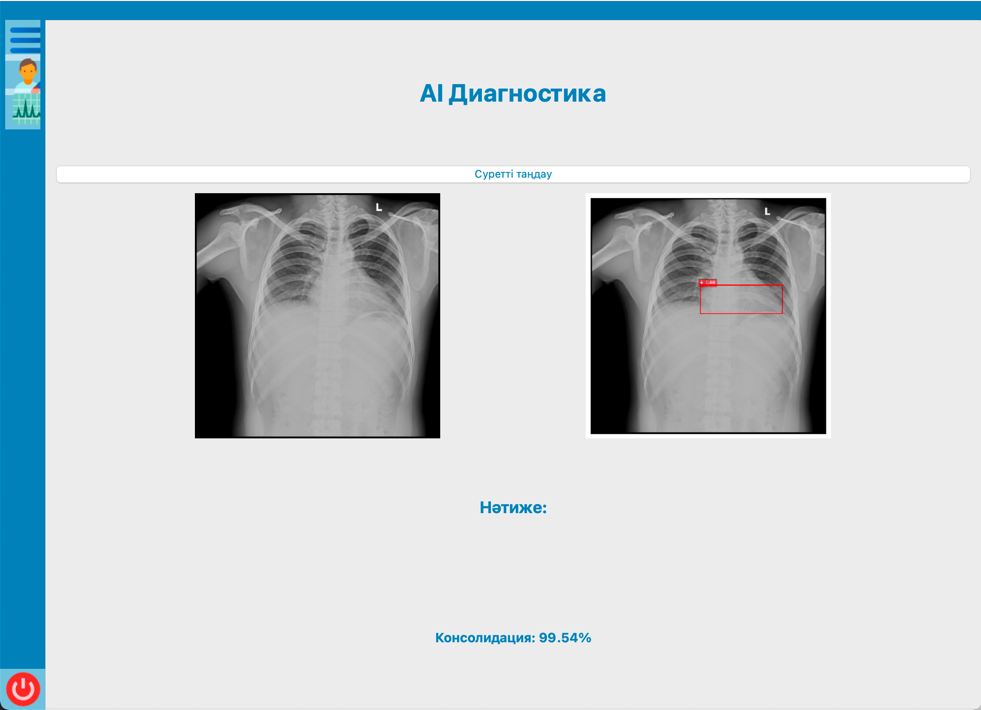 AI Диагностика
Суретті таңдау
L
L
Нәтиже:
Консолидация: 99.54%